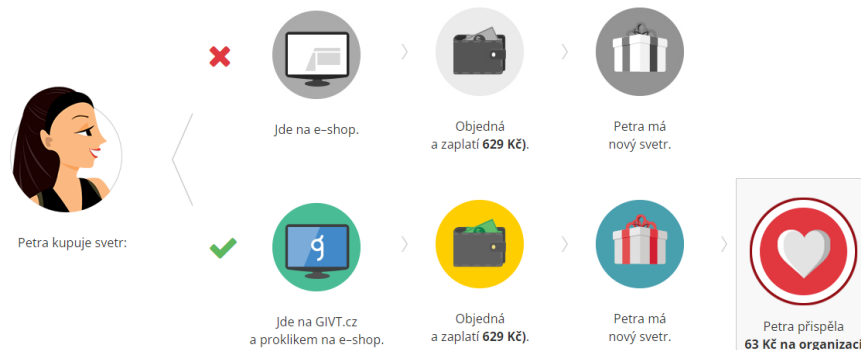 Petra kupuje svetr:
Jde na e–shop.
Objedná
a zaplatí 629 Kč).
Petra má
nový svetr.
g
Jde na GIVT.cz
a proklikem na e–shop.
Objedná
a zaplatí 629 Kč).
Petra má
nový svetr.
Petra přispěla
63 Kč na organizaci